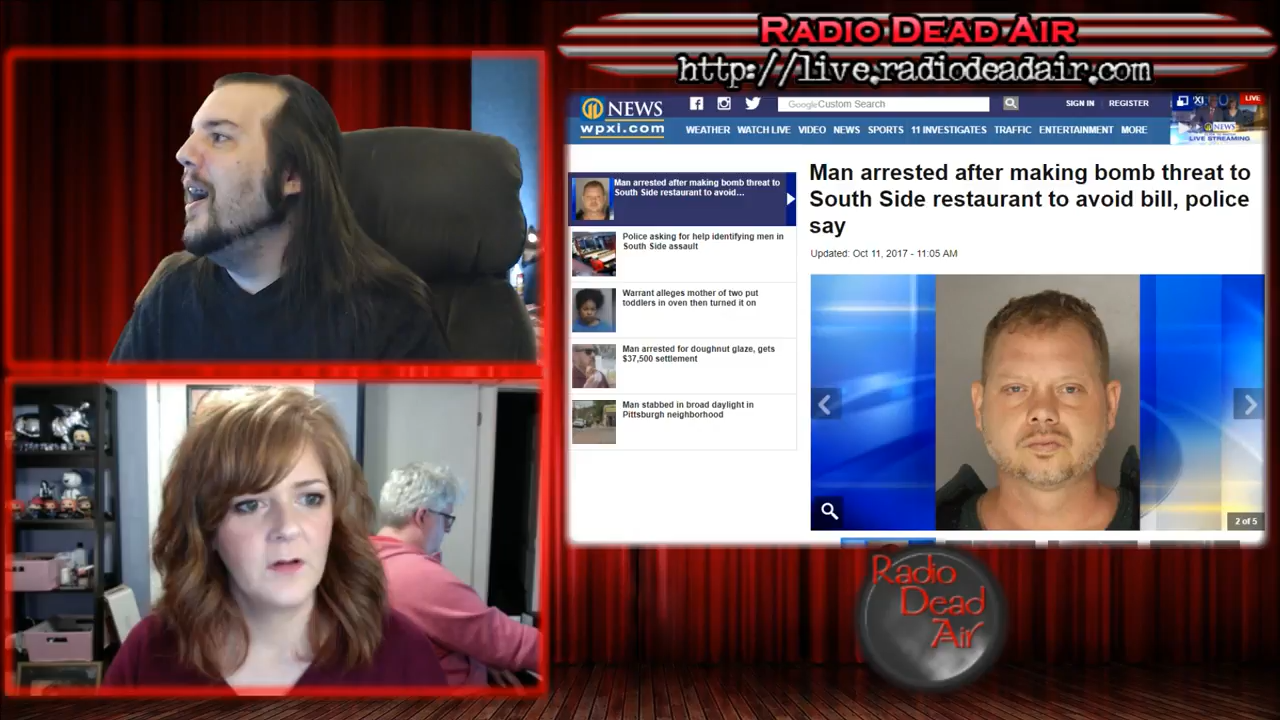 RADIO DEAD AIR
http://live.radiodeadair.com
11 NEWS
wpxi.com
Google Custom Search
SIGN IN REGISTER
LIVE
WEATHER WATCH LIVE VIDEO NEWS SPORTS 11 INVESTIGATES TRAFFIC ENTERTAINMENT MORE
NEWS
LIVE STREAMING
Man arrested after making bomb threat to
South Side restaurant to avoid...
Police asking for help identifying men in
South Side assault
Warrant alleges mother of two put
toddlers in oven then turned it on
Man arrested for doughnut glaze, gets
$37,500 settlement
Man stabbed in broad daylight in
Pittsburgh neighborhood
Man arrested after making bomb threat to
South Side restaurant to avoid bill, police
say
Updated: Oct 11, 2017 - 11:05 AM
2 of 5
Radio
Dead
Air